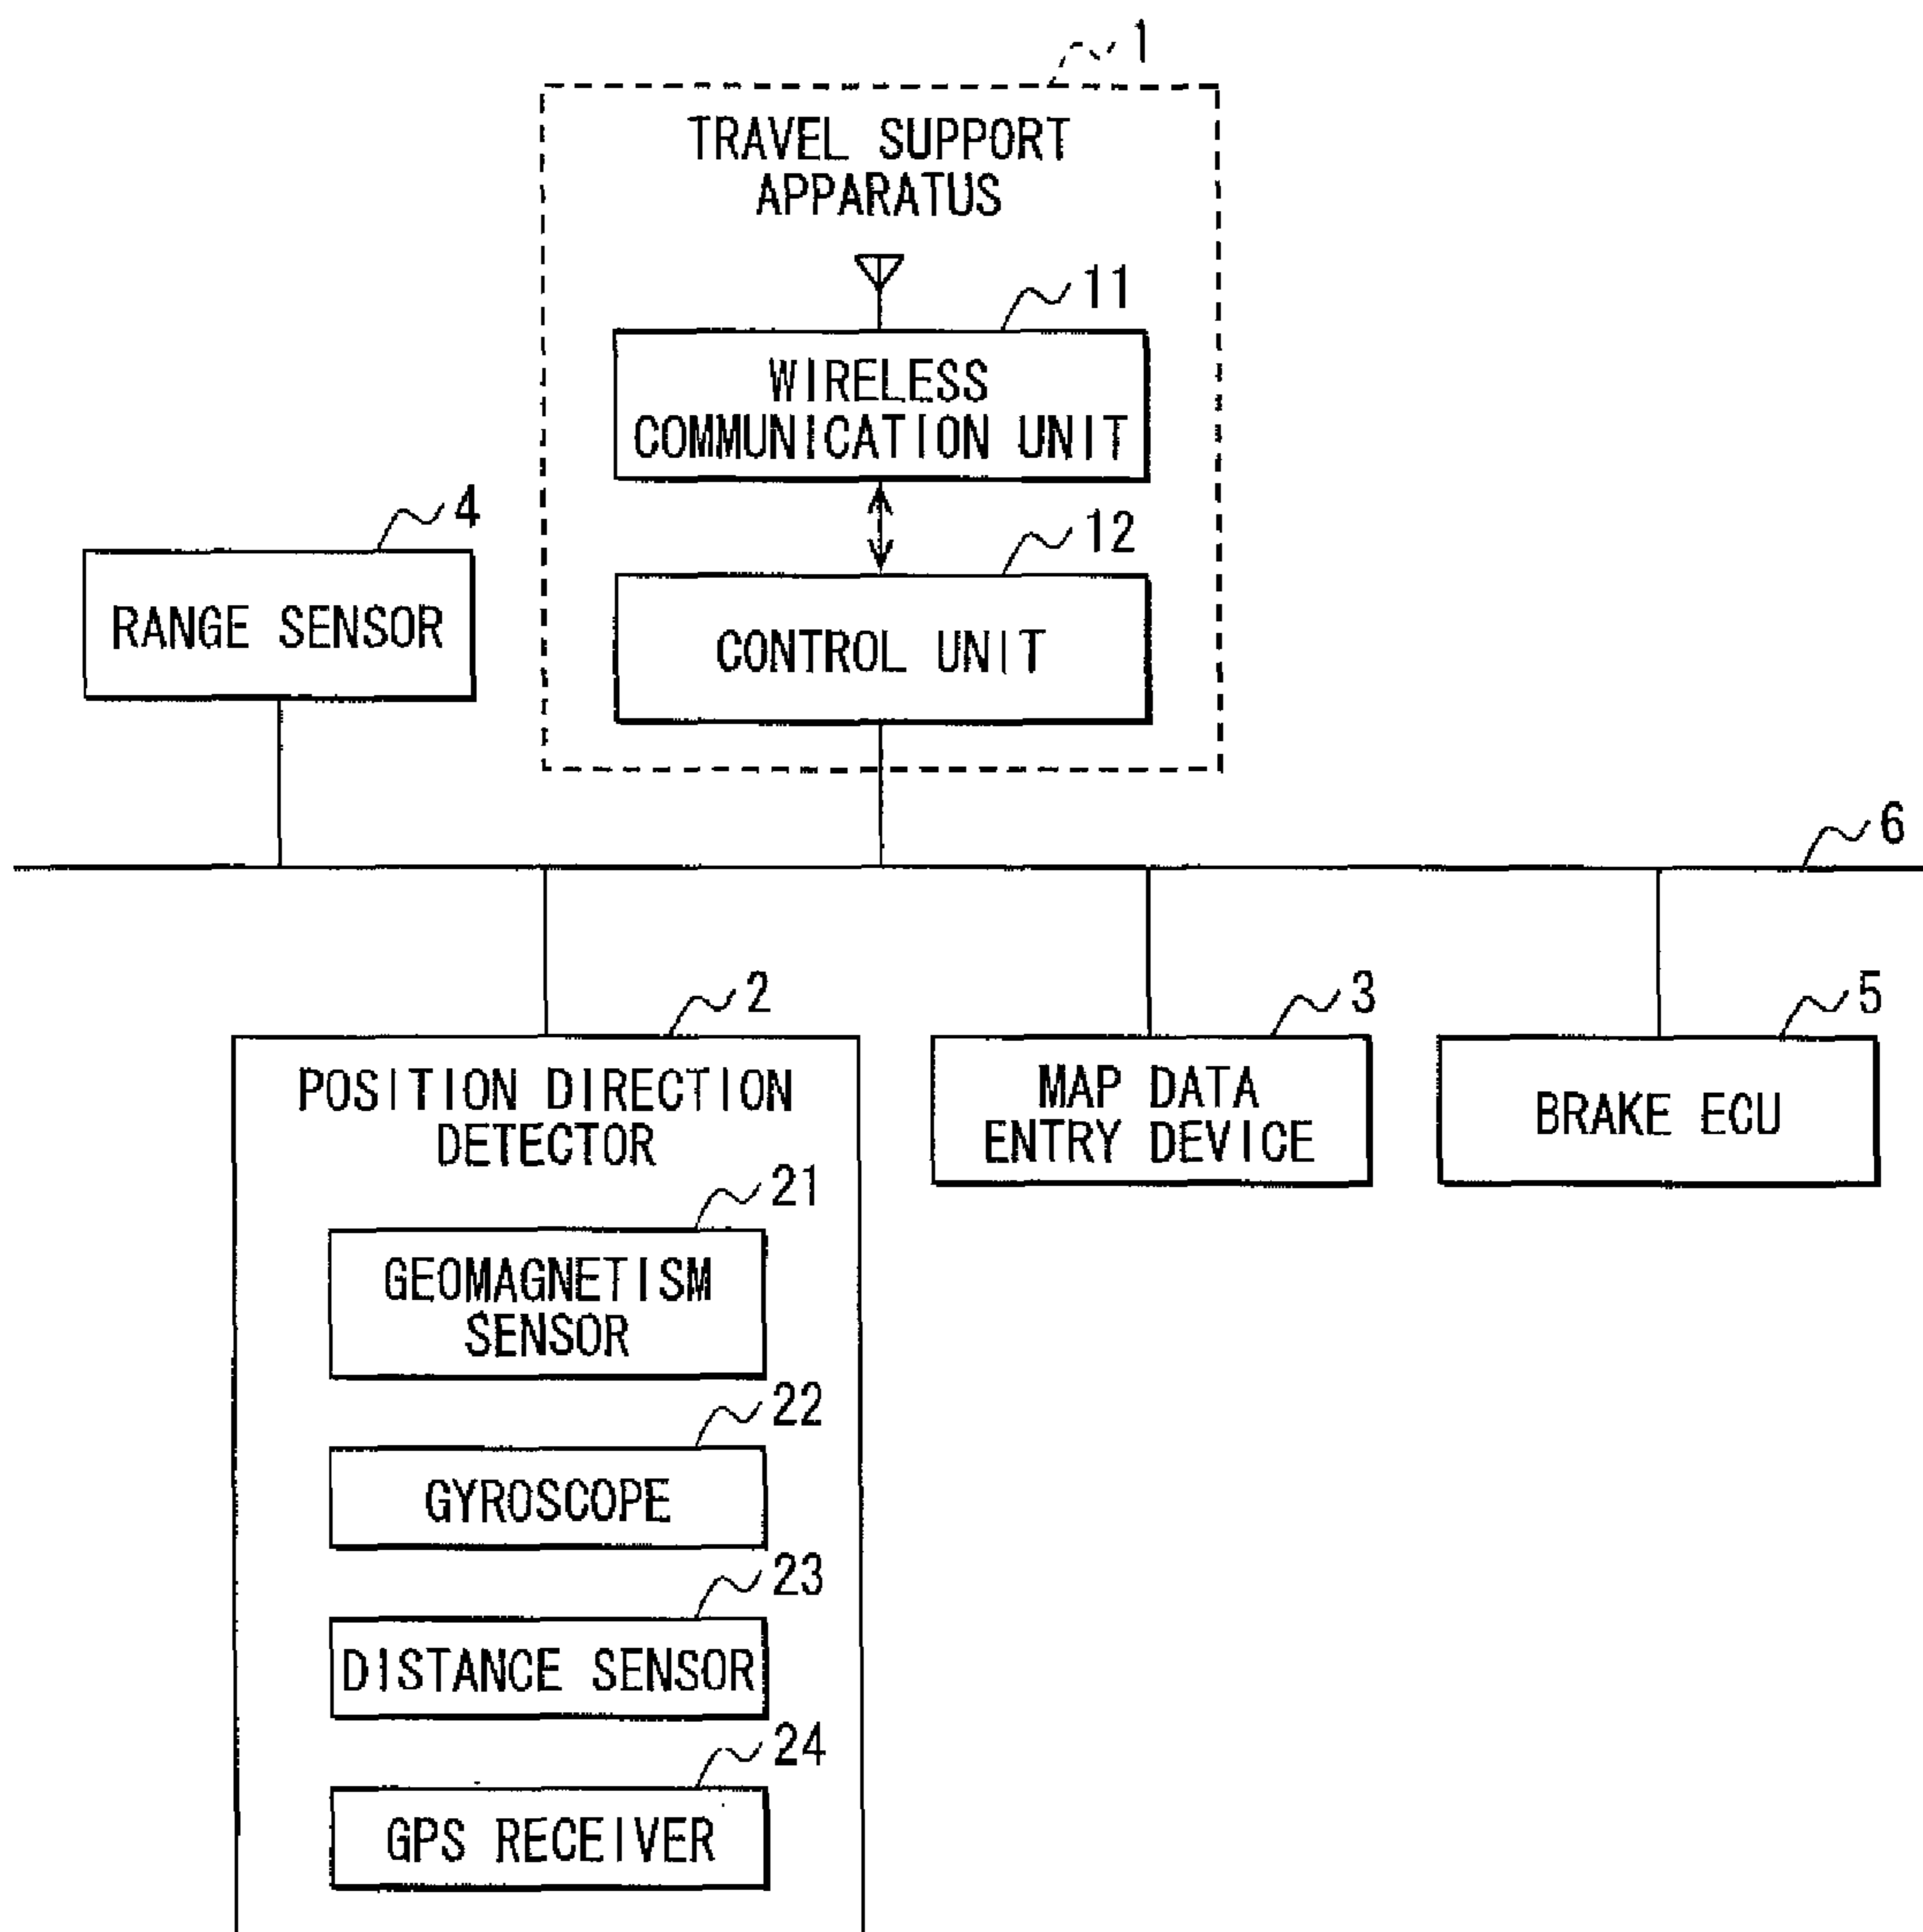 1
TRAVEL SUPPORT
APPARATUS
11
WIRELESS
COMMUNICATION UNIT
4
RANGE SENSOR
12
CONTROL UNIT
6
2
POSITION DIRECTION
DETECTOR
21
GEOMAGNETISM
SENSOR
22
GYROSCOPE
23
DISTANCE SENSOR
24
GPS RECEIVER
3
MAP DATA
ENTRY DEVICE
5
BRAKE ECU